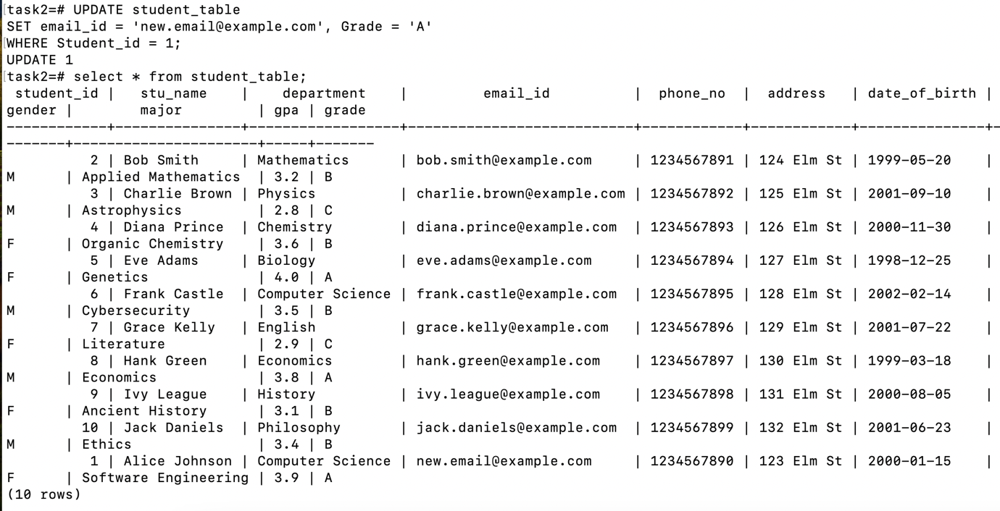 task2=# UPDATE student_table
SET email_id = 'new.email@example.com', Grade = 'A'
WHERE Student_id = 1;
UPDATE 1
task2=# select * from student_table;
 student_id |   stu_name    |    department    |         email_id          |  phone_no  |  address   | date_of_birth |
gender |        major         | gpa | grade
------------+---------------+------------------+---------------------------+------------+------------+---------------+-
-------+----------------------+-----+-------
          2 | Bob Smith     | Mathematics      | bob.smith@example.com     | 1234567891 | 124 Elm St | 1999-05-20    |
M      | Applied Mathematics  | 3.2 | B
          3 | Charlie Brown | Physics          | charlie.brown@example.com | 1234567892 | 125 Elm St | 2001-09-10    |
M      | Astrophysics         | 2.8 | C
          4 | Diana Prince  | Chemistry        | diana.prince@example.com  | 1234567893 | 126 Elm St | 2000-11-30    |
F      | Organic Chemistry    | 3.6 | B
          5 | Eve Adams     | Biology          | eve.adams@example.com     | 1234567894 | 127 Elm St | 1998-12-25    |
F      | Genetics             | 4.0 | A
          6 | Frank Castle  | Computer Science | frank.castle@example.com  | 1234567895 | 128 Elm St | 2002-02-14    |
M      | Cybersecurity        | 3.5 | B
          7 | Grace Kelly   | English          | grace.kelly@example.com   | 1234567896 | 129 Elm St | 2001-07-22    |
F      | Literature           | 2.9 | C
          8 | Hank Green    | Economics        | hank.green@example.com    | 1234567897 | 130 Elm St | 1999-03-18    |
M      | Economics            | 3.8 | A
          9 | Ivy League    | History          | ivy.league@example.com    | 1234567898 | 131 Elm St | 2000-08-05    |
F      | Ancient History      | 3.1 | B
         10 | Jack Daniels  | Philosophy       | jack.daniels@example.com  | 1234567899 | 132 Elm St | 2001-06-23    |
M      | Ethics               | 3.4 | B
          1 | Alice Johnson | Computer Science | new.email@example.com     | 1234567890 | 123 Elm St | 2000-01-15    |
F      | Software Engineering | 3.9 | A
(10 rows)